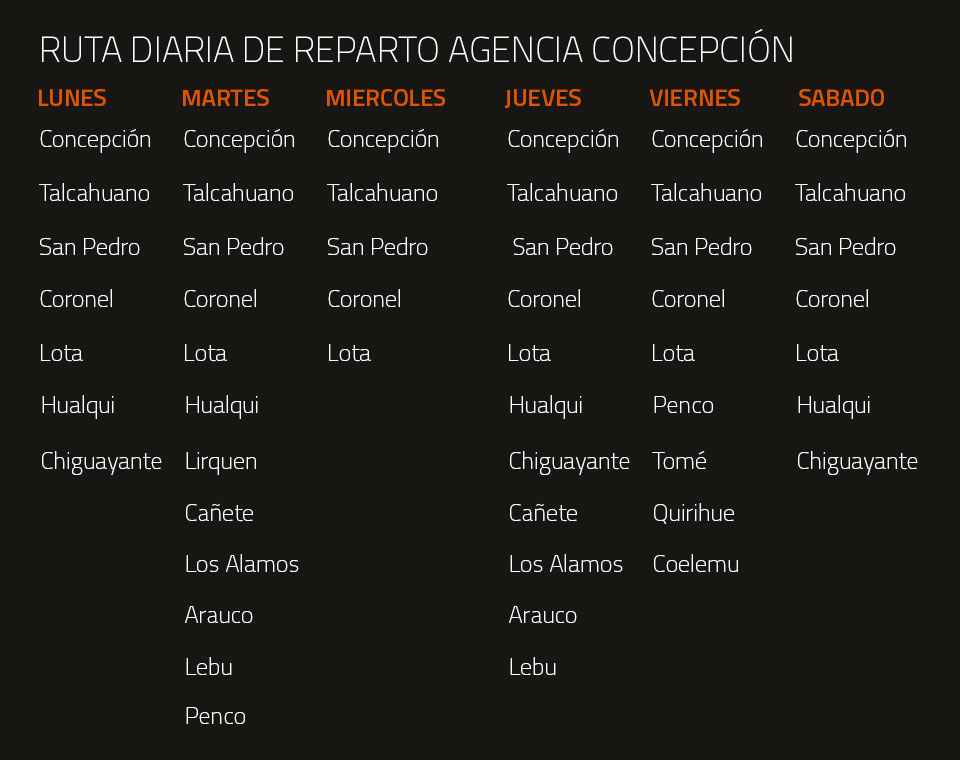 RUTA DIARIA DE REPARTO AGENCIA CONCEPCIÓN
LUNES MARTES MIERCOLES JUEVES VIERNES SABADO
Concepción Concepción Concepción Concepción Concepción Concepción
Talcahuano Talcahuano Talcahuano Talcahuano Talcahuano Talcahuano
San Pedro San Pedro San Pedro San Pedro San Pedro San Pedro
Coronel Coronel Coronel Coronel Coronel Coronel
Lota Lota Lota Lota Lota Lota
Hualqui Hualqui Hualqui Penco Hualqui
Chiguayante Lirquen Chiguayante Tomé Chiguayante
Cañete Cañete Quirihue
Los Alamos Los Alamos Coelemu
Arauco Arauco
Lebu Lebu
Penco